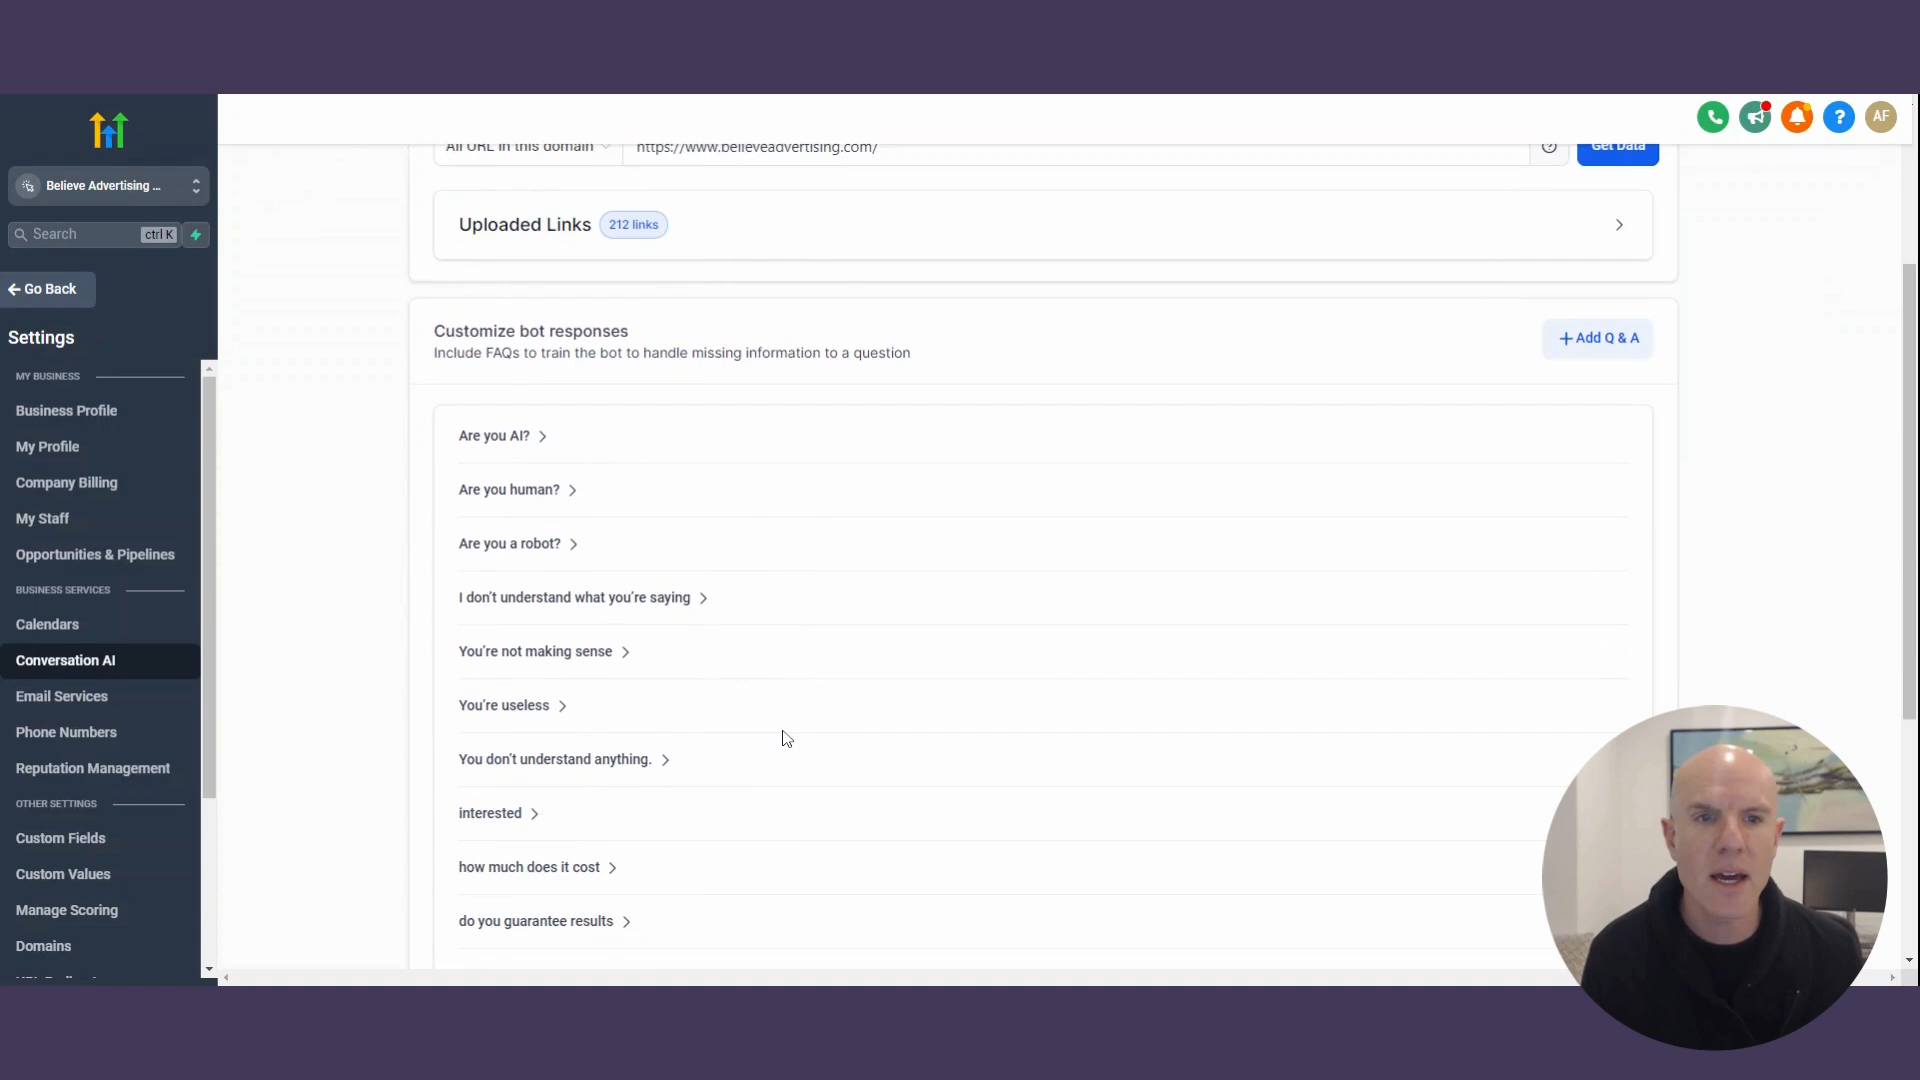 AF
All URL in this domain
https://www.believeadvertising.com/
Get Data
Believe Advertising ...
Search
ctrl K
Go Back
Settings
MY BUSINESS
Business Profile
My Profile
Company Billing
My Staff
Opportunities & Pipelines
BUSINESS SERVICES
Calendars
Conversation AI
Email Services
Phone Numbers
Reputation Management
OTHER SETTINGS
Custom Fields
Custom Values
Manage Scoring
Domains
Uploaded Links 212 links
Customize bot responses
Include FAQs to train the bot to handle missing information to a question
+ Add Q & A
Are you AI?
Are you human?
Are you a robot?
I don’t understand what you’re saying
You’re not making sense
You’re useless
You don’t understand anything.
interested
how much does it cost
do you guarantee results